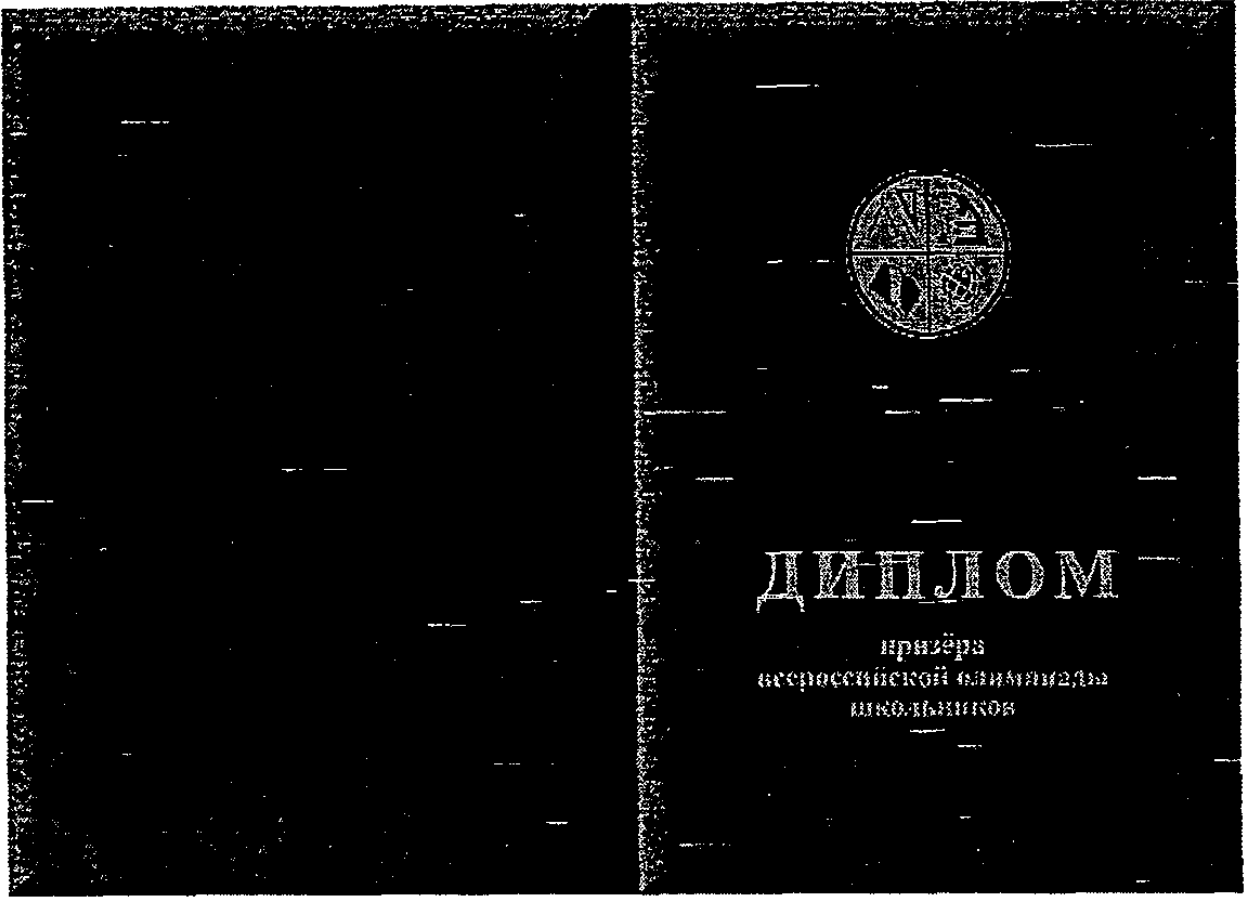 ДИПЛОМ
призёра
всероссийской олимпиады
школьников